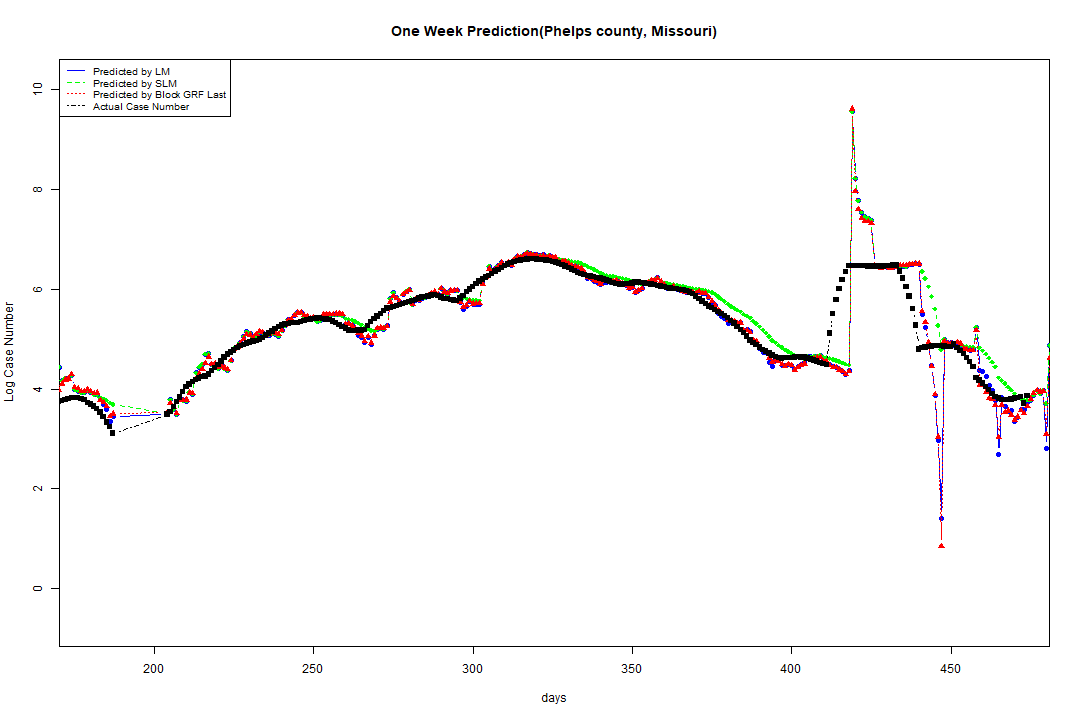 One Week Prediction(Phelps county, Missouri)
Predicted by LM
Predicted by SLM
Predicted by Block GRF Last
Actual Case Number
Log Case Number
10
8
6
4
2
0
200 250 300 350 400 450
days